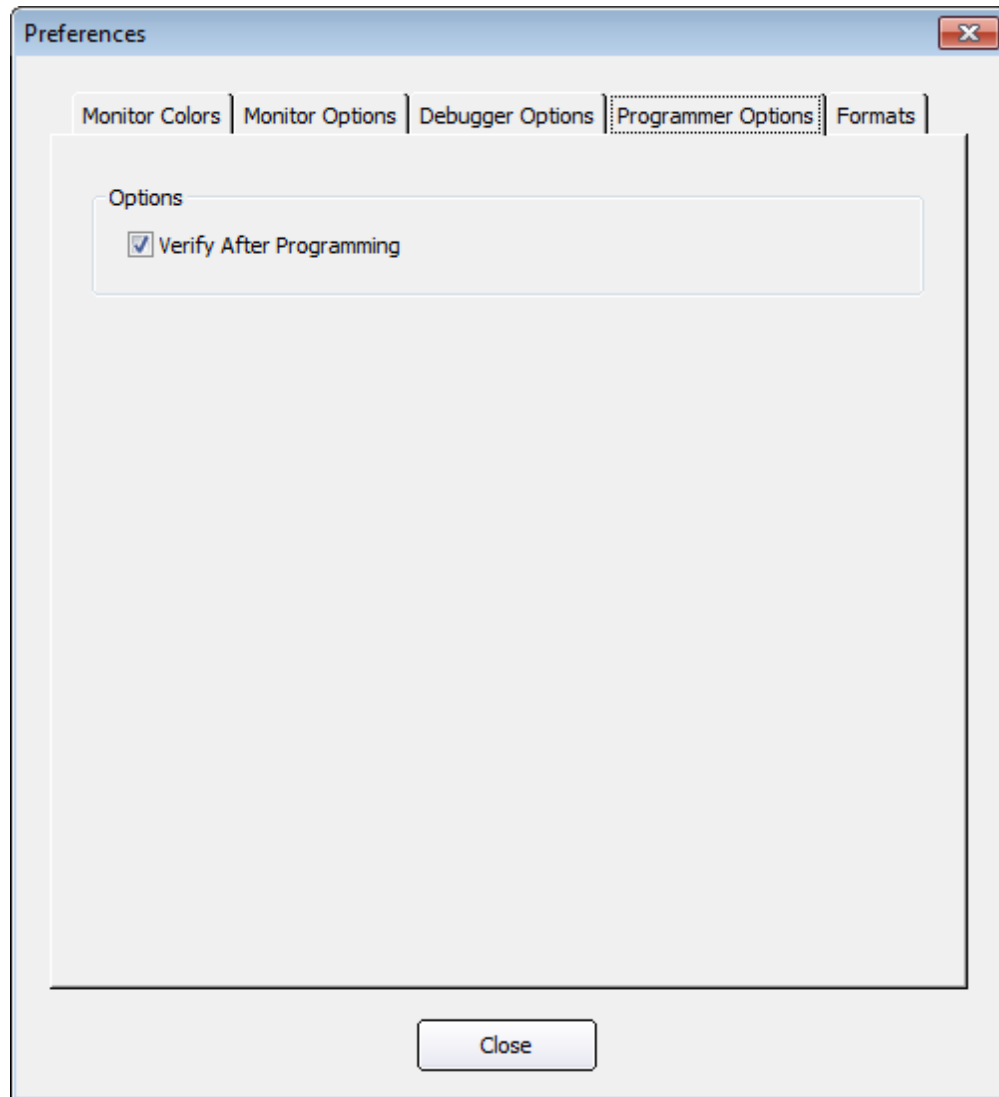 Preferences
Monitor Colors Monitor Options Debugger Options Programmer Options Formats
Options
Verify After Programming
Close